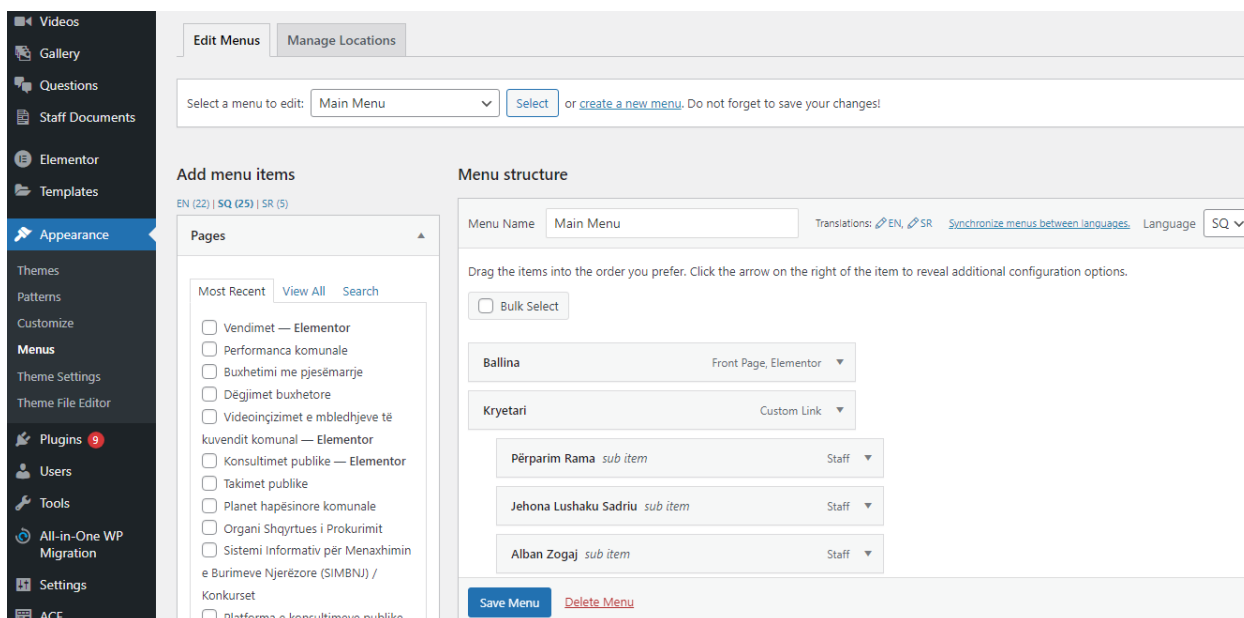 Videos
Gallery
Questions
Staff Documents
Elementor
Templates
Appearance
Themes
Patterns
Customize
Menus
Theme Settings
Theme File Editor
Plugins 9
Users
Tools
All-in-One WP
Migration
Settings
ACF
Edit Menus
Manage Locations
Select a menu to edit: Main Menu Select or create a new menu. Do not forget to save your changes!
Add menu items
EN (22) | SQ (25) | SR (5)
Pages
Most Recent View All Search
Vendimet — Elementor
Performanca komunale
Buxhetimi me pjesëmarrje
Dëgjimet buxhetore
Videoinçizimet e mbledhjeve të
kuvendit komunal — Elementor
Konsultimet publike — Elementor
Takimet publike
Planet hapësinore komunale
Organi Shqyrtues i Prokurimit
Sistemi Informativ për Menaxhimin
e Burimeve Njerëzore (SIMBNJ) /
Konkurset
Platforma e konsultimeve publike
Menu structure
Menu Name Main Menu Translations: EN, SR Synchronize menus between languages. Language SQ
Drag the items into the order you prefer. Click the arrow on the right of the item to reveal additional configuration options.
Bulk Select
Ballina Front Page, Elementor
Kryetari Custom Link
Përparim Rama sub item Staff
Jehona Lushaku Sadriu sub item Staff
Alban Zogaj sub item Staff
Save Menu Delete Menu